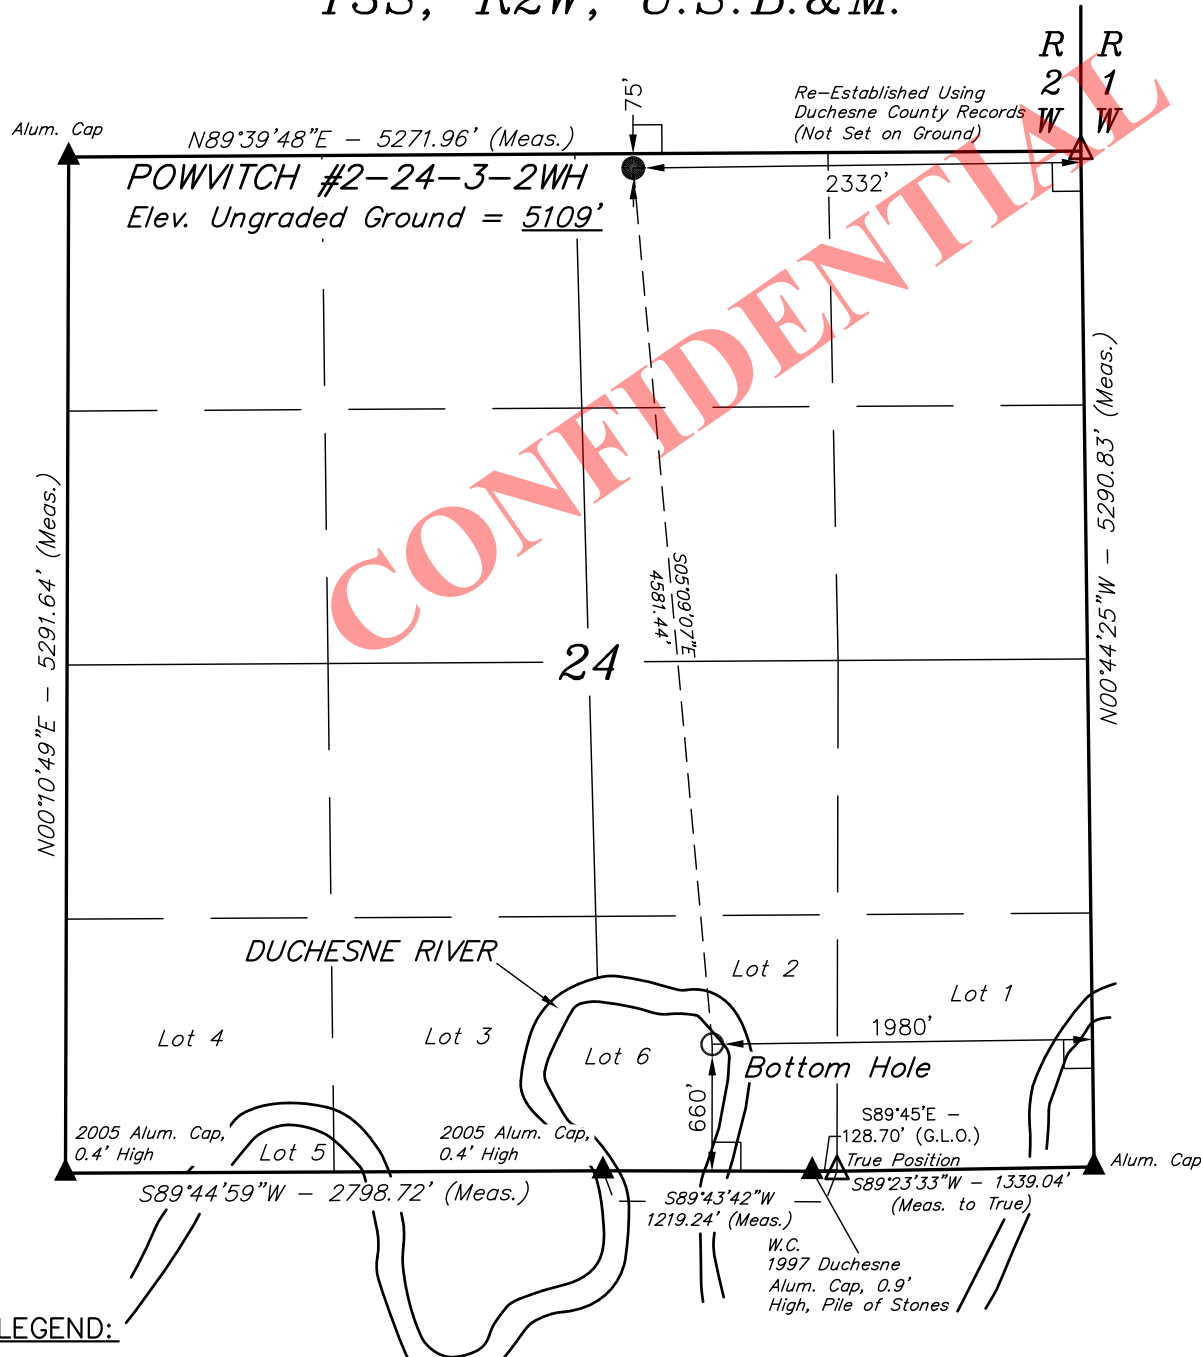 T3S, R2W, U.S.B.&M.
R R
2 1
W W
Alum. Cap
N89°39'48"E - 5271.96' (Meas.)
75'
Re-Established Using
Duchesne County Records
(Not Set on Ground)
POWVITCH #2-24-3-2WH
Elev. Ungraded Ground = 5109'
2332'
CONFIDENTIAL
N00°10'49"E - 5291.64' (Meas.)
N00°44'25"W - 5290.83' (Meas.)
S05°09'07"E
4581.44'
24
DUCHESNE RIVER
Lot 2
Lot 1
Lot 4
Lot 3
Lot 6
1980'
Bottom Hole
660'
2005 Alum. Cap,
0.4' High
Lot 5
2005 Alum. Cap,
0.4' High
S89°45'E -
128.70' (G.L.O.)
True Position
Alum. Cap
S89°44'59"W - 2798.72' (Meas.)
S89°43'42"W
1219.24' (Meas.)
S89°23'33"W - 1339.04'
(Meas. to True)
W.C.
1997 Duchesne
Alum. Cap, 0.9'
High, Pile of Stones
LEGEND: